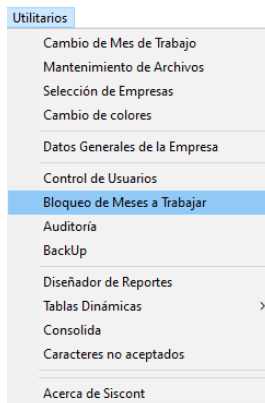 Utilitarios
Cambio de Mes de Trabajo
Mantenimiento de Archivos
Selección de Empresas
Cambio de colores
Datos Generales de la Empresa
Control de Usuarios
Bloqueo de Meses a Trabajar
Auditoría
BackUp
Diseñador de Reportes
Tablas Dinámicas
Consolida
Caracteres no aceptados
Acerca de Siscont